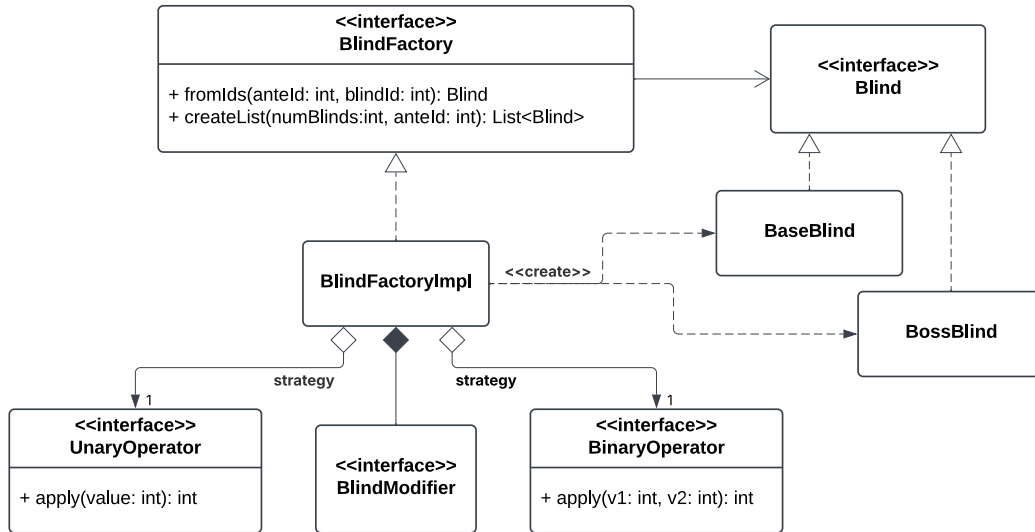 <<interface>>
BlindFactory
+ fromIds(anteId: int, blindId: int): Blind
+ createList(numBlinds:int, anteId: int): List<Blind>
<<interface>>
Blind
BaseBlind
BlindFactoryImpl
<<create>>
BossBlind
strategy
strategy
1
1
<<interface>>
UnaryOperator
+ apply(value: int): int
<<interface>>
BlindModifier
<<interface>>
BinaryOperator
+ apply(v1: int, v2: int): int